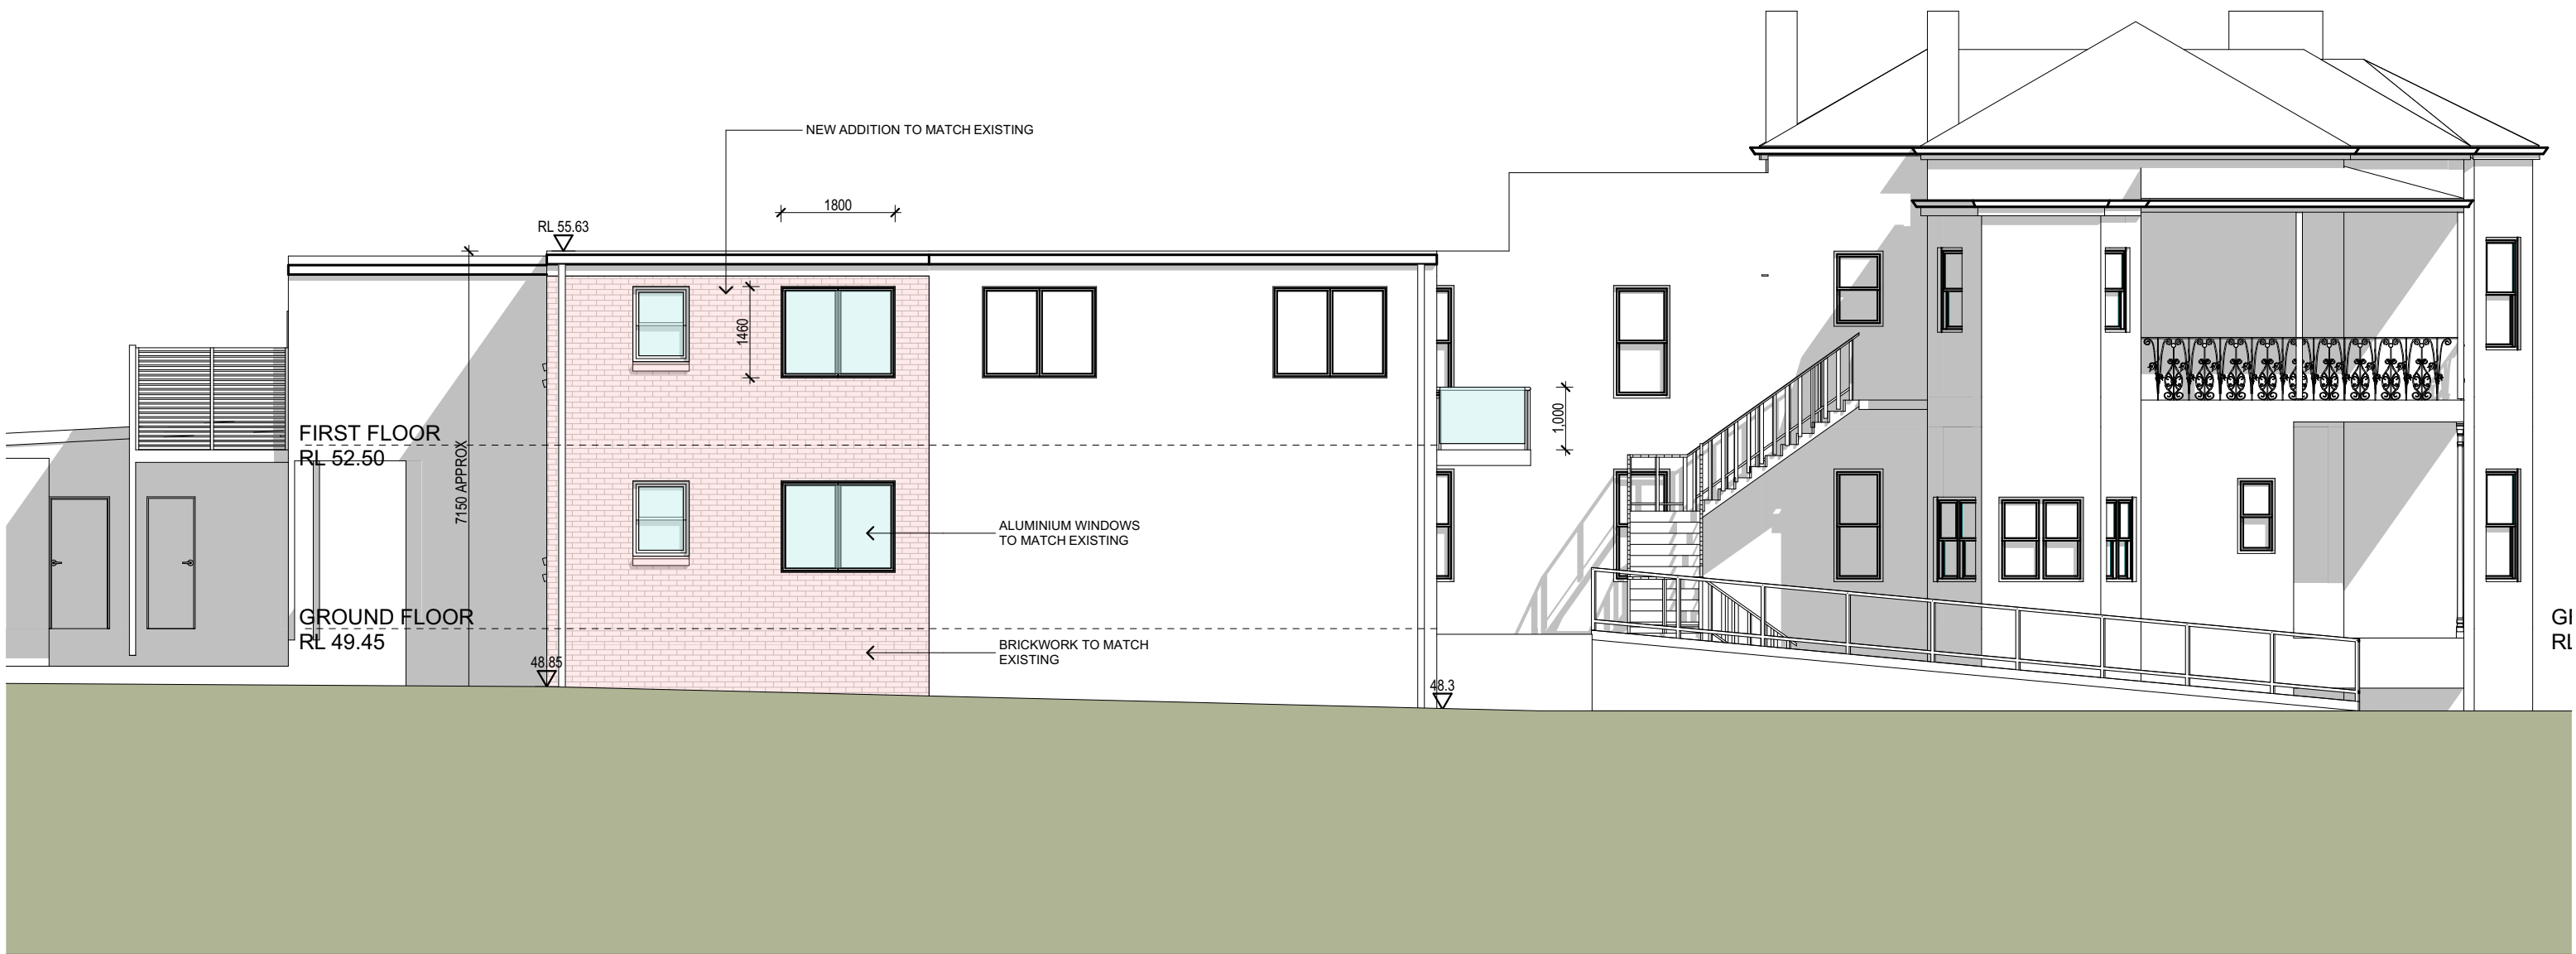 NEW ADDITION TO MATCH EXISTING
1800
RL 55.63
1460
FIRST FLOOR
RL 52.50
7150 APPROX
1.000
ALUMINIUM WINDOWS
TO MATCH EXISTING
GROUND FLOOR
RL 49.45
BRICKWORK TO MATCH
EXISTING
48.85
48.3
RL